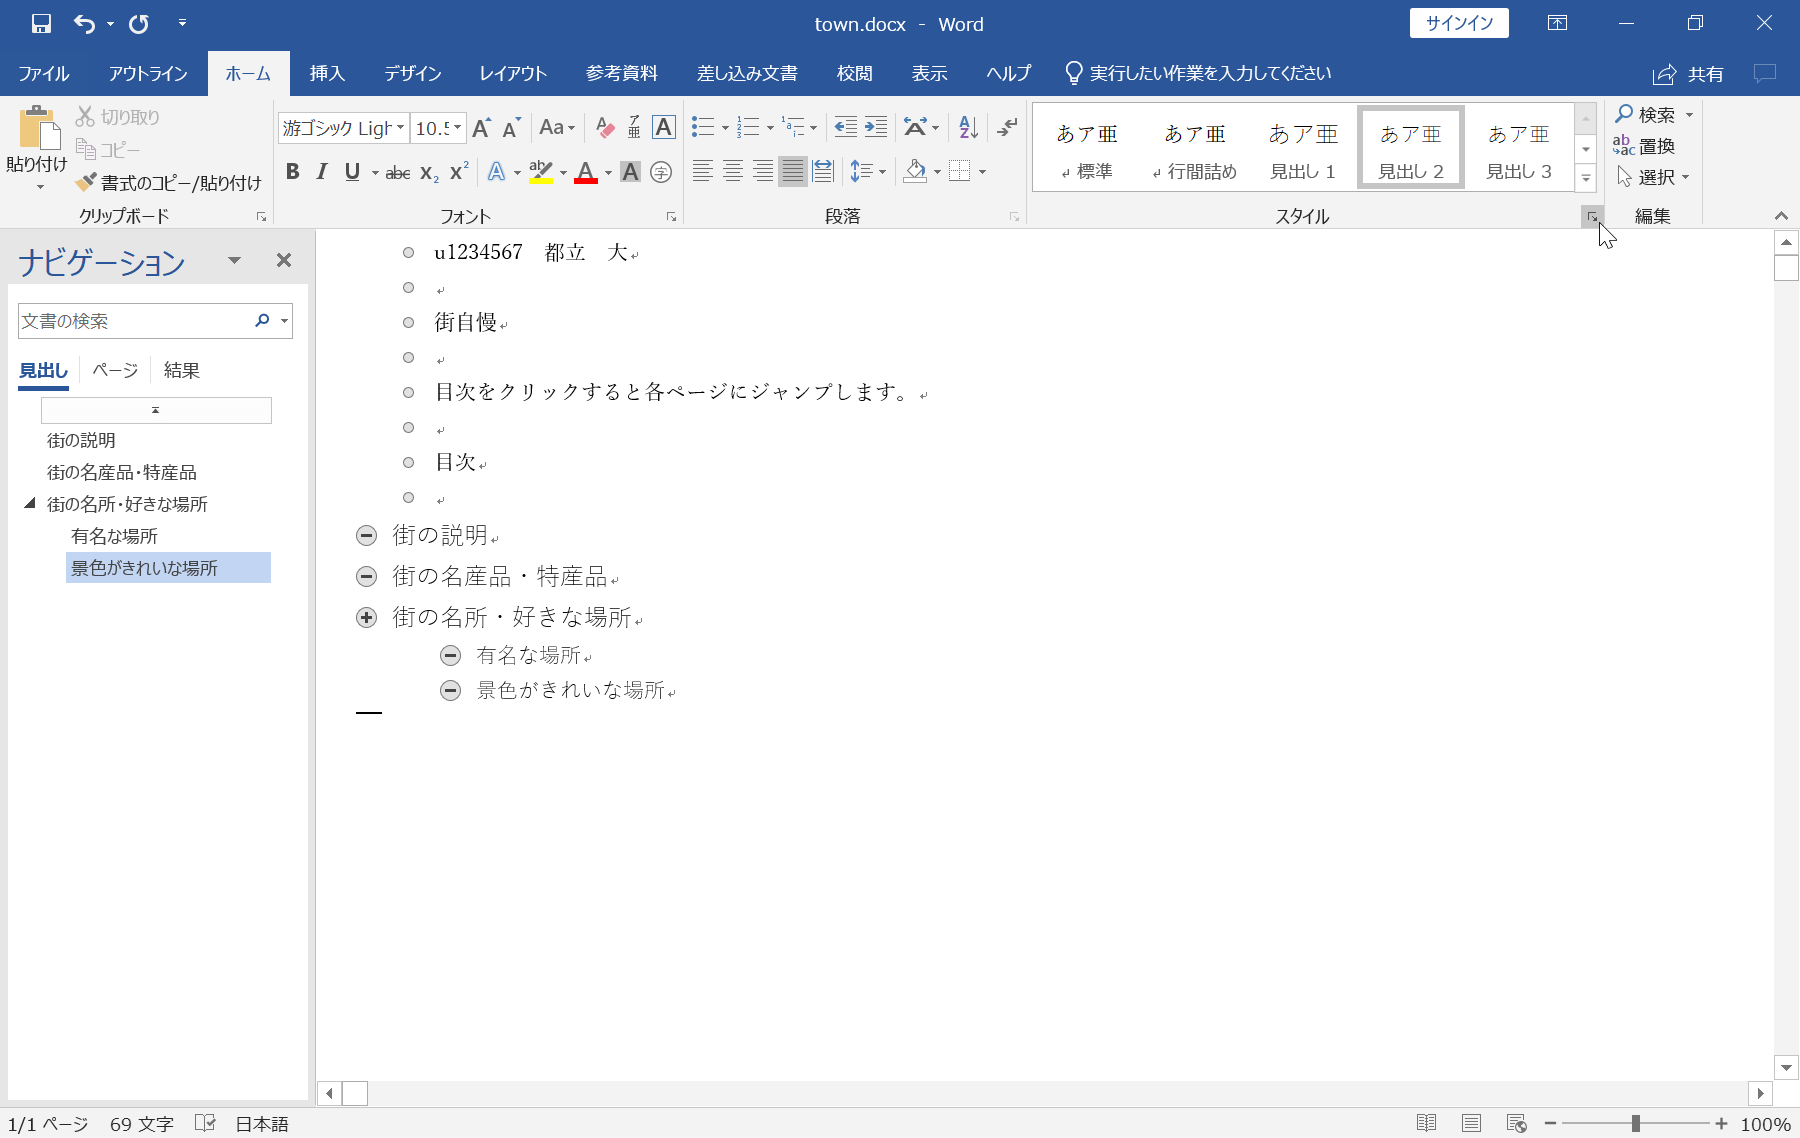 town.docx - Word
サインイン
ファイル アウトライン ホーム 挿入 デザイン レイアウト 参考資料 差し込み文書 校閲 表示 ヘルプ 実行したい作業を入力してください 共有
貼り付け
切り取り
コピー
書式のコピー/貼り付け
クリップボード
游ゴシック Ligh 10.5
Aa ア亜 A
B I U abc X₂ X² A aby A A 字
フォント
段落
あア亜 あア亜 あア亜 あア亜 あア亜
↲ 標準 ↲ 行間詰め 見出し 1 見出し 2 見出し 3
スタイル
検索
置換
選択
編集
ナビゲーション
文書の検索
見出し ページ 結果
街の説明
街の名産品・特産品
街の名所・好きな場所
有名な場所
景色がきれいな場所
u1234567 都立 大
街自慢
目次をクリックすると各ページにジャンプします。
目次
街の説明
街の名産品・特産品
街の名所・好きな場所
有名な場所
景色がきれいな場所
1/1 ページ 69 文字 日本語 100%